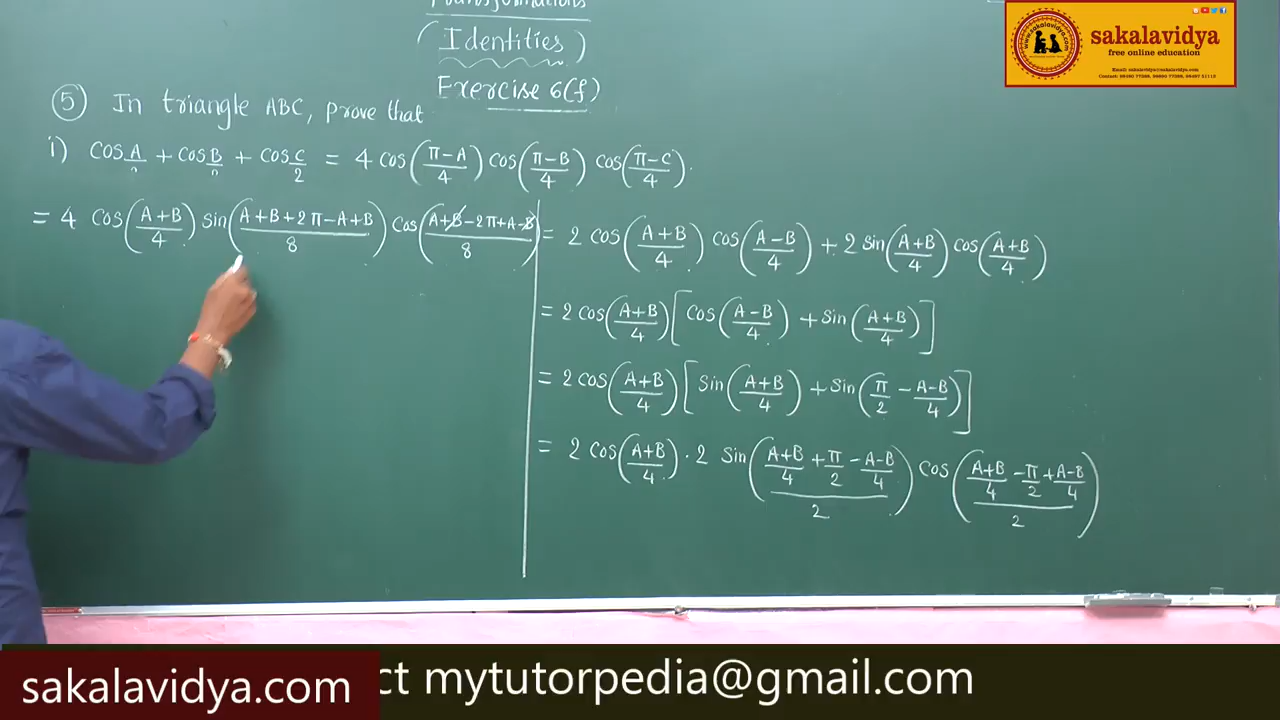 Transformations
(Identities)
Exercise 6(f)
5 In triangle ABC, prove that
i) cos A/2 + cos B/2 + cos C/2 = 4 cos((π-A)/4) cos((π-B)/4) cos((π-C)/4).
= 4 cos((A+B)/4) sin((A+B+2π-A+B)/8) cos((A+B-2π+A-B)/8)
= 2 cos((A+B)/4) cos((A-B)/4) + 2 sin((A+B)/4) cos((A+B)/4)
= 2 cos((A+B)/4) [cos((A-B)/4) + sin((A+B)/4)]
= 2 cos((A+B)/4) [sin((A+B)/4) + sin(π/2 - (A-B)/4)]
= 2 cos((A+B)/4) · 2 sin(((A+B)/4 + π/2 - (A-B)/4)/2) cos(((A+B)/4 - π/2 + (A-B)/4)/2)
sakalavidya
free online education
sakalavidya.com
ct mytutorpedia@gmail.com